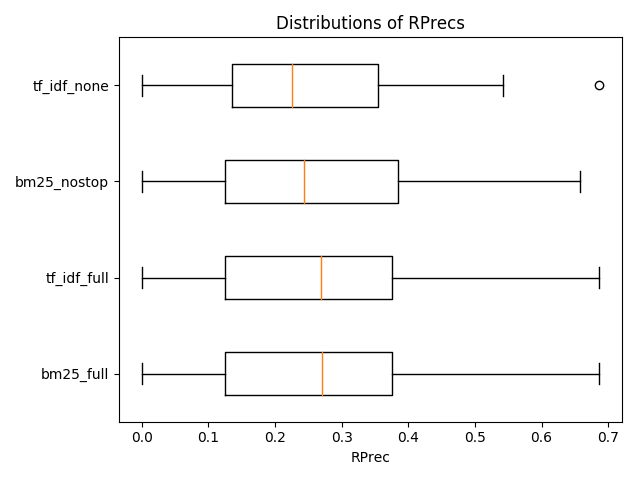 Distributions of RPrecs
tf_idf_none
bm25_nostop
tf_idf_full
bm25_full
0.0 0.1 0.2 0.3 0.4 0.5 0.6 0.7
RPrec